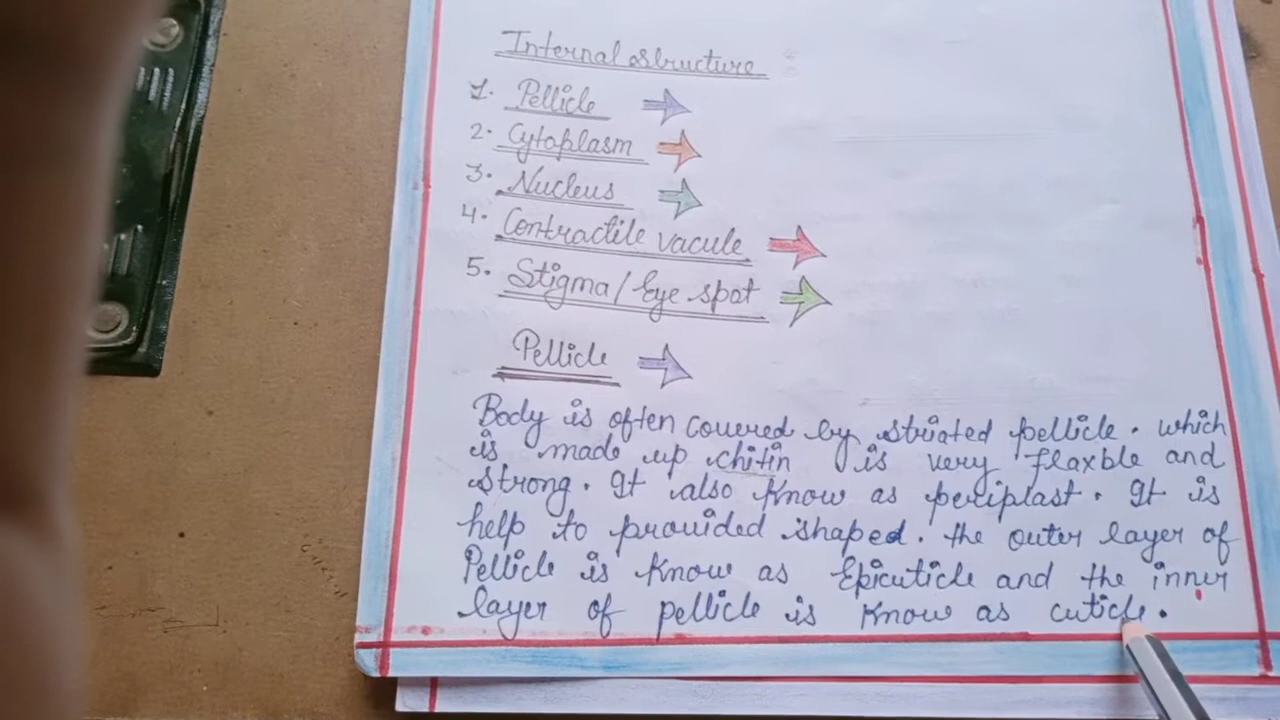 Internal structure :
1. Pellicle
2. Cytoplasm
3. Nucleus
4. Contractile vacule
5. Stigma/Eye spot
Pellicle
Body is often covered by striated pellicle. which
is made up chitin is very flaxble and
strong. It also know as periplast. It is
help to provided shaped. the outer layer of
Pellicle is know as Epicuticle and the inner
layer of pellicle is know as cuticle.